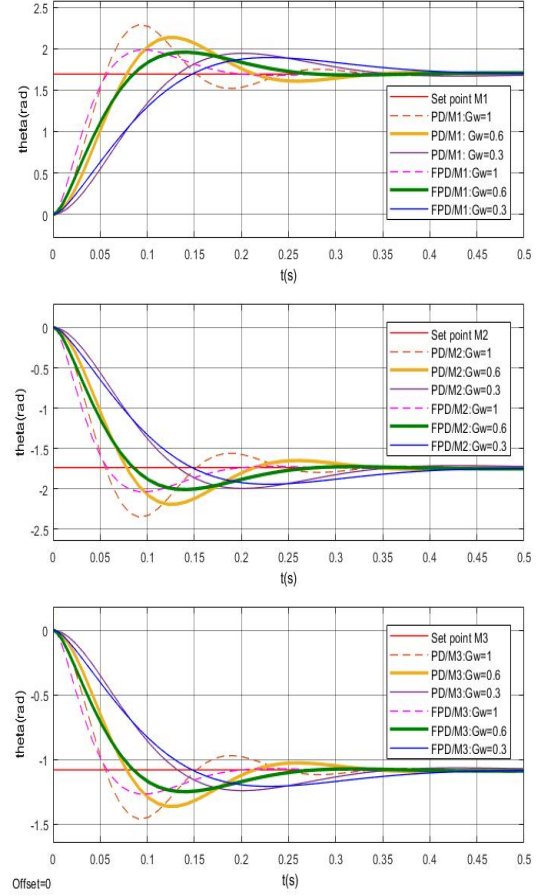 2.5
2
1.5
1
0.5
0
theta(rad)
Set point M1
PD/M1:Gw=1
PD/M1: Gw=0.6
PD/M1: Gw=0.3
FPD/M1:Gw=1
FPD/M1:Gw=0.6
FPD/M1:Gw=0.3
0 0.05 0.1 0.15 0.2 0.25 0.3 0.35 0.4 0.45 0.5
t(s)
0
-0.5
-1
-1.5
-2
-2.5
theta(rad)
Set point M2
PD/M2:Gw=1
PD/M2:Gw=0.6
PD/M2:Gw=0.3
FPD/M2:Gw=1
FPD/M2:Gw=0.6
FPD/M2:Gw=0.3
0 0.05 0.1 0.15 0.2 0.25 0.3 0.35 0.4 0.45 0.5
t(s)
0
-0.5
-1
-1.5
theta(rad)
Set point M3
PD/M3:Gw=1
PD/M3:Gw=0.6
PD/M3:Gw=0.3
FPD/M3:Gw=1
FPD/M3:Gw=0.6
FPD/M3:Gw=0.3
0 0.05 0.1 0.15 0.2 0.25 0.3 0.35 0.4 0.45 0.5
t(s)
Offset=0